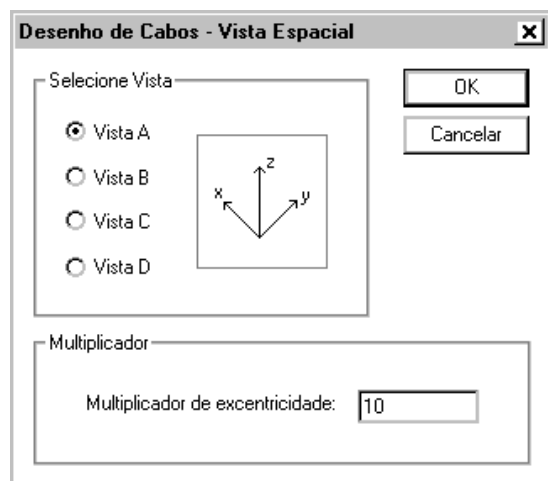 Desenho de Cabos - Vista Espacial
Selecione Vista
OK
Vista A
Cancelar
Vista B
Vista C
Vista D
z
x
y
Multiplicador
Multiplicador de excentricidade: 10